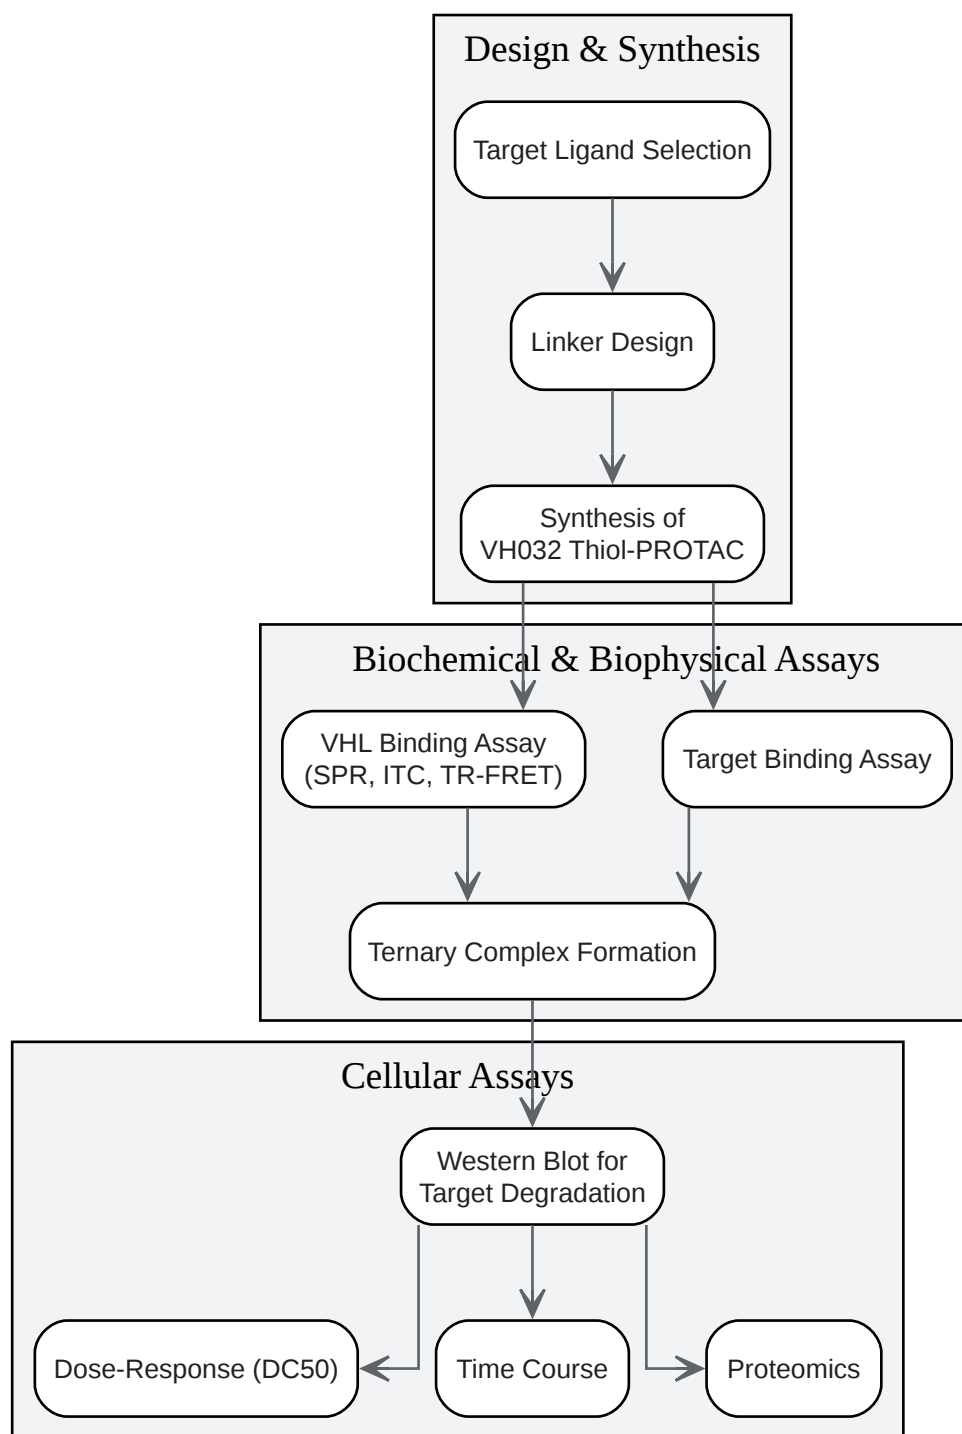 Design & Synthesis
Target Ligand Selection
Linker Design
Synthesis of
VH032 Thiol-PROTAC
Biochemical & Biophysical Assays
VHL Binding Assay
(SPR, ITC, TR-FRET)
Target Binding Assay
Ternary Complex Formation
Cellular Assays
Western Blot for
Target Degradation
Dose-Response (DC50)
Time Course
Proteomics